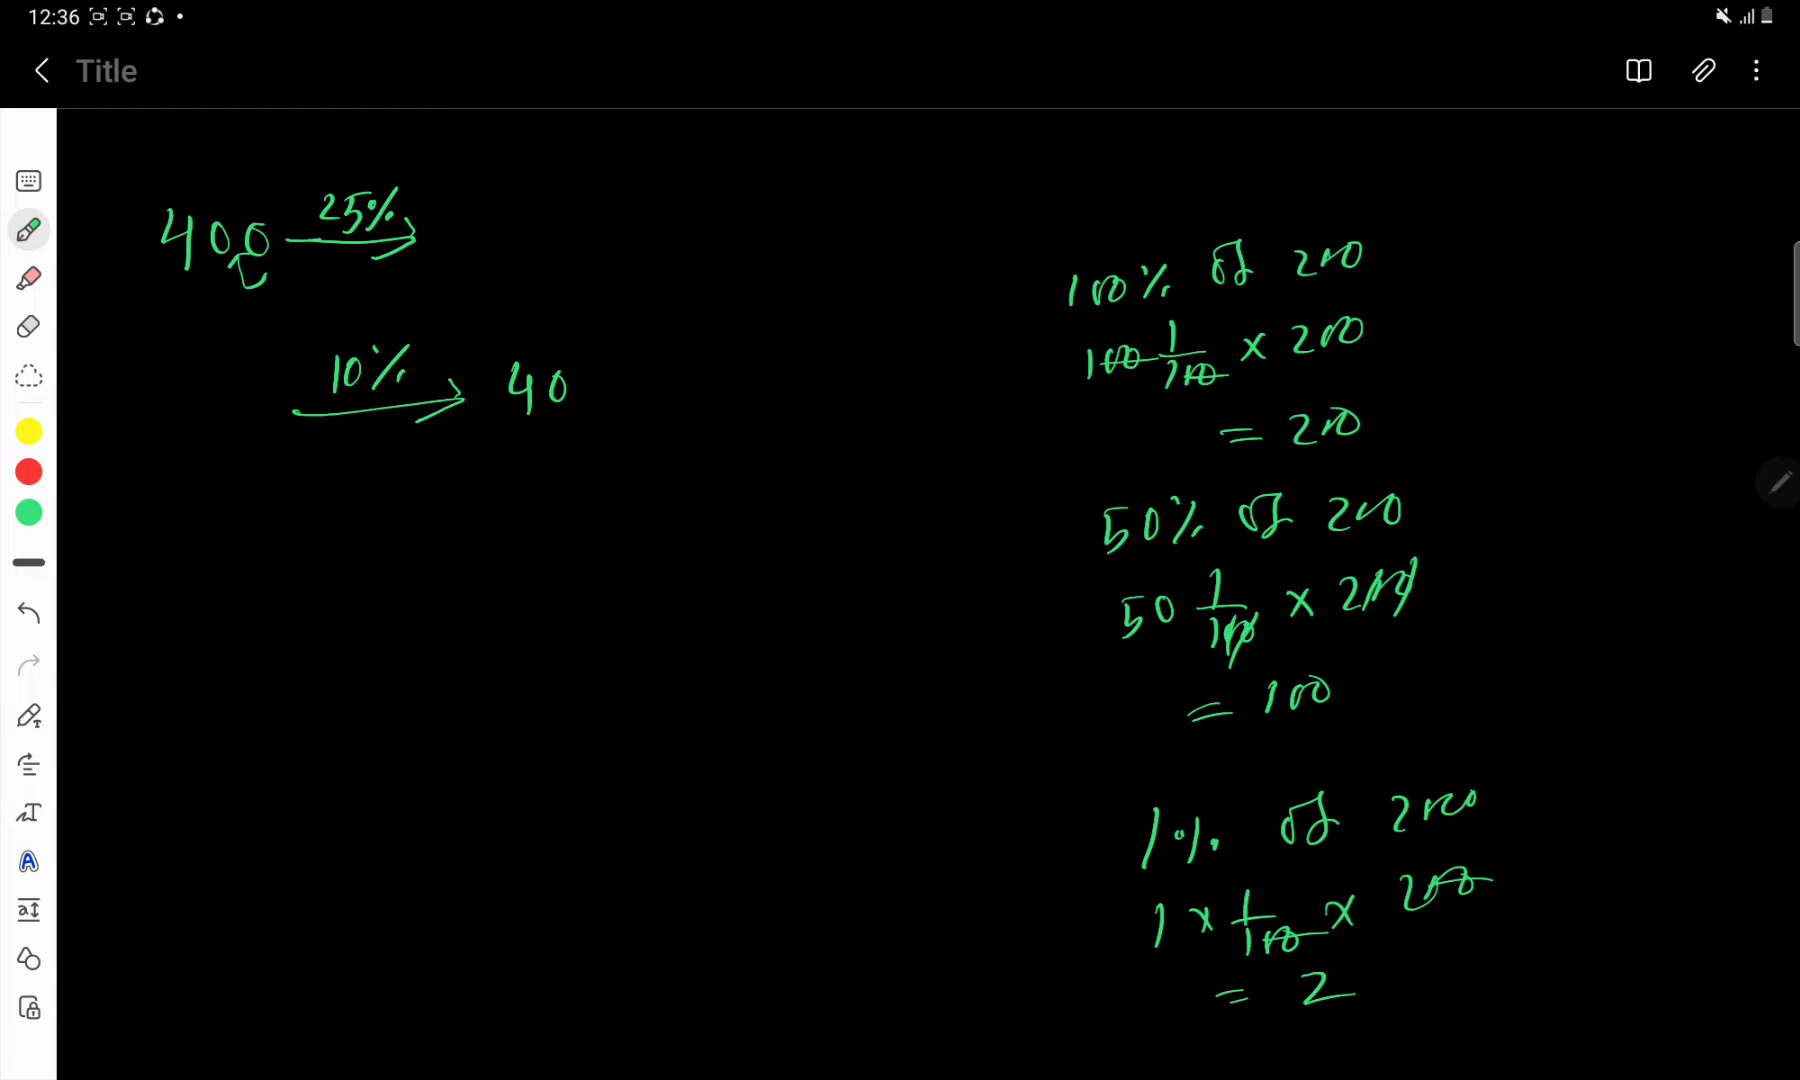 12:36
Title
400 25%
10% 40
100% of 200
100 1/100 × 200
= 200
50% of 200
50 1/100 × 200
= 100
1% of 200
1 × 1/100 × 200
= 2